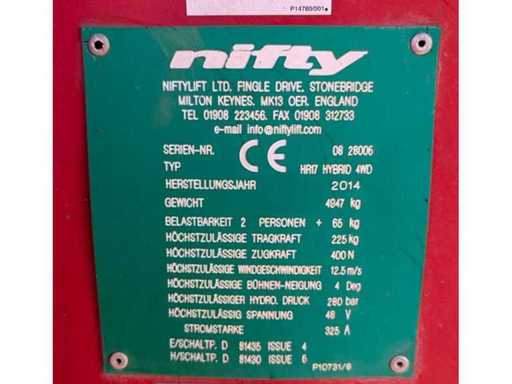 P14780/001
nifty
NIFTYLIFT LTD, FINGLE DRIVE, STONEBRIDGE
MILTON KEYNES, MK13 OER, ENGLAND
TEL 01908 223456, FAX 01908 312733
e-mail info@niftylift.com
SERIEN-NR. 08 28006
TYP CE HR17 HYBRID 4WD
HERSTELLUNGSJAHR 2014
GEWICHT 4947 kg
BELASTBARKEIT 2 PERSONEN + 65 kg
HÖCHSTZULÄSSIGE TRAGKRAFT 225 kg
HÖCHSTZULÄSSIGE ZUGKRAFT 400 N
HÖCHSTZULÄSSIGE WINDGESCHWINDIGKEIT 12.5 m/s
HÖCHSTZULÄSSIGE BÜHNEN-NEIGUNG 4 Deg
HÖCHSTZULÄSSIGER HYDRO. DRUCK 280 bar
HÖCHSTZULÄSSIG SPANNUNG 48 V
STROMSTARKE 325 A
E/SCHALTP. D 81435 ISSUE 4
H/SCHALTP. D 81430 ISSUE 6
P10731/8